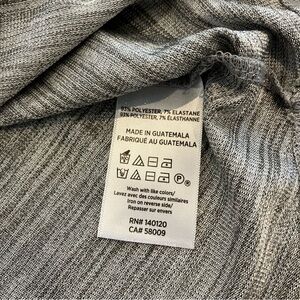 93% POLYESTER, 7% ELASTANE
93% POLYESTER, 7% ÉLASTHANNE
MADE IN GUATEMALA
FABRIQUÉ AU GUATEMALA
P
Wash with like colors/
Lavez avec des couleurs similaires
Iron on reverse side/
Repasser sur envers
RN# 140120
CA# 58009